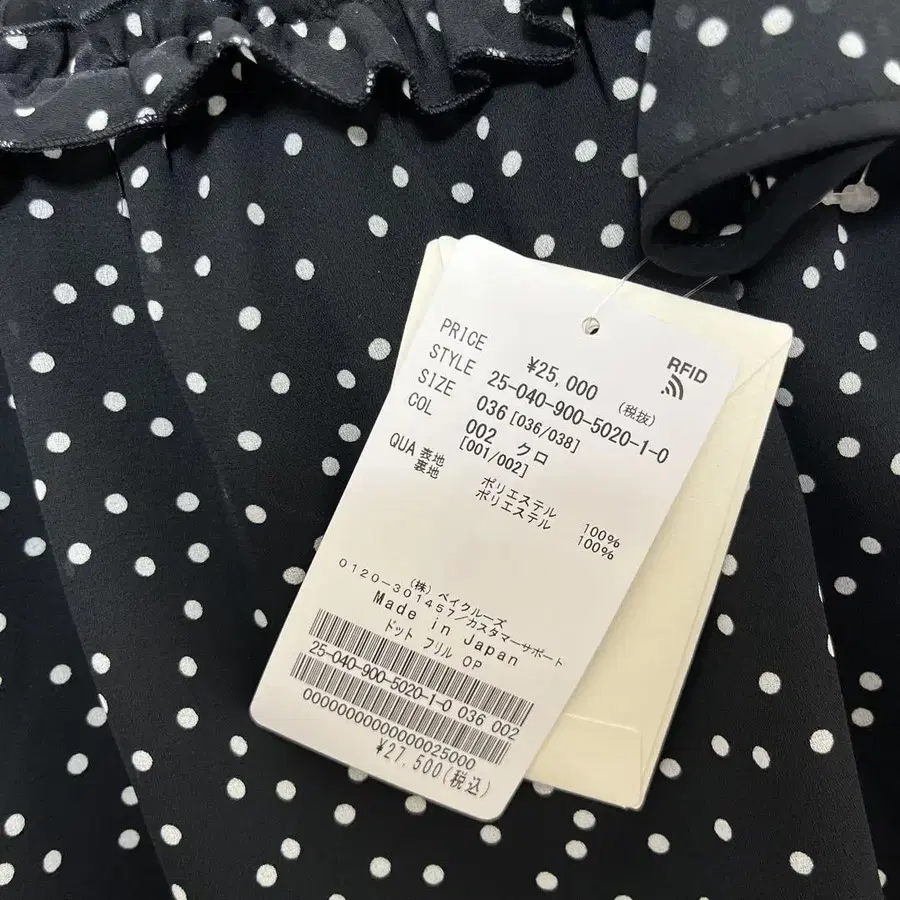 RFID
PRICE ¥25,000 (税抜)
STYLE 25-040-900-5020-1-0
SIZE 036 [036/038]
COL 002 クロ
[001/002]
QUA 表地 ポリエステル 100%
裏地 ポリエステル 100%
(株) ベイクルーズ
0120-301457/カスタマーサポート
Made in Japan
ドット フリル OP
25-040-900-5020-1-0 036 002
0000000000000025000
¥27,500(税込)